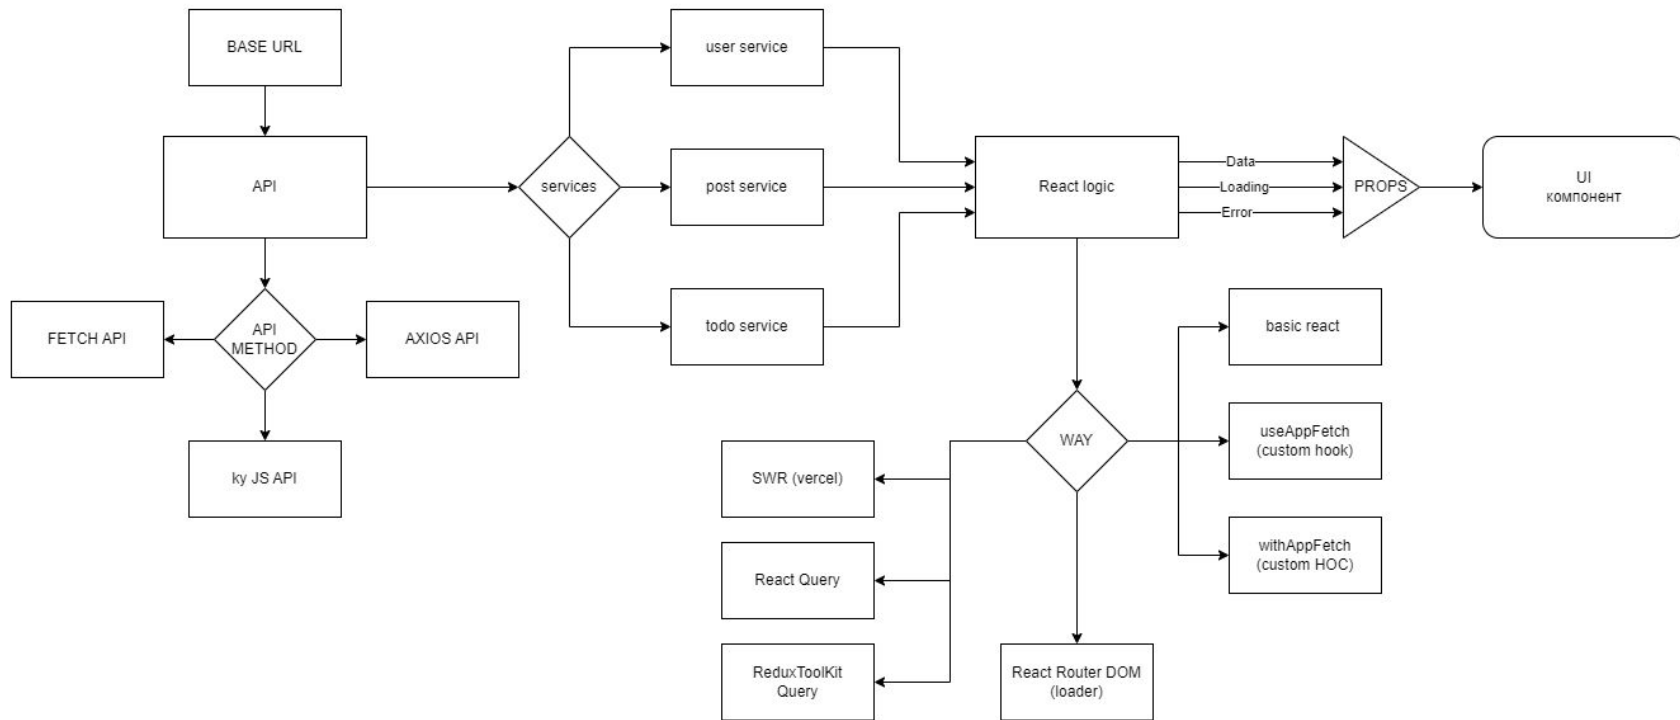 BASE URL
user service
API
services
post service
React logic
Data
Loading
Error
PROPS
UI
компонент
FETCH API
API
METHOD
AXIOS API
todo service
basic react
ky JS API
SWR (vercel)
WAY
useAppFetch
(custom hook)
React Query
withAppFetch
(custom HOC)
ReduxToolKit
Query
React Router DOM
(loader)